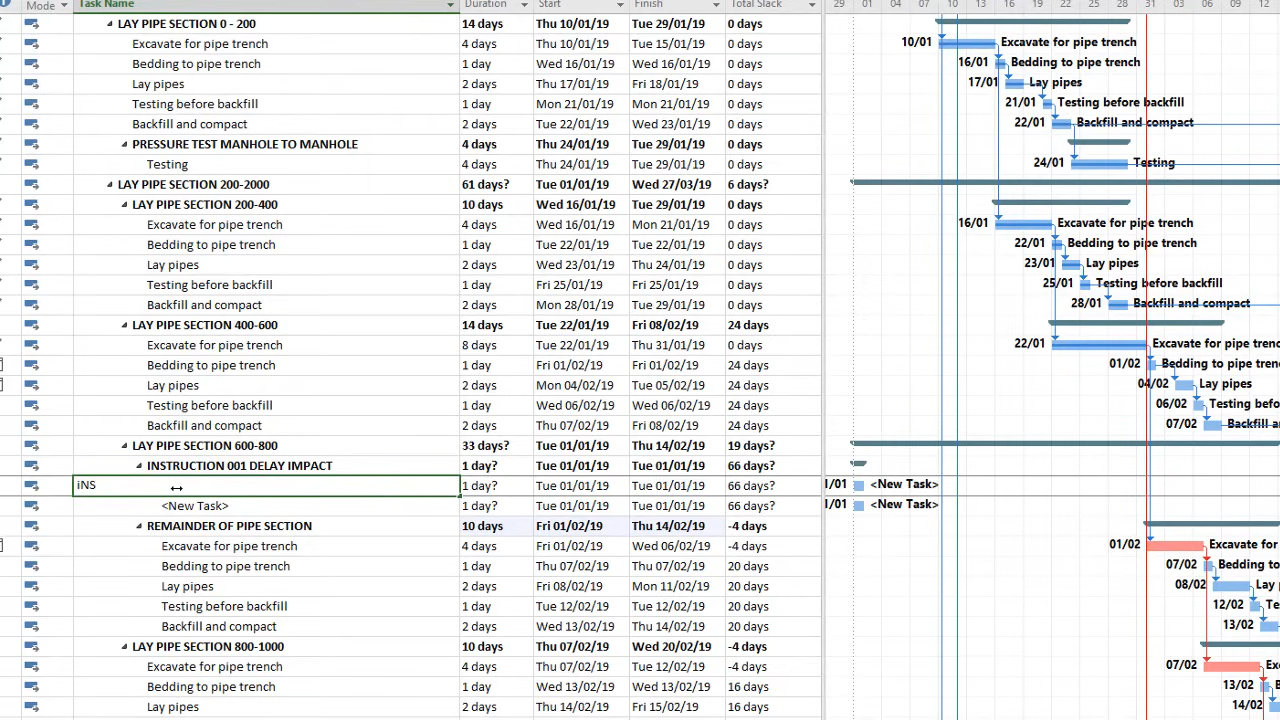 Mode Task Name Duration Start Finish Total Slack 29 01 04 07 10 13 16 19 22 25 28 31 03 06 09 12
LAY PIPE SECTION 0 - 200 14 days Thu 10/01/19 Tue 29/01/19 0 days
Excavate for pipe trench 4 days Thu 10/01/19 Tue 15/01/19 0 days 10/01 Excavate for pipe trench
Bedding to pipe trench 1 day Wed 16/01/19 Wed 16/01/19 0 days 16/01 Bedding to pipe trench
Lay pipes 2 days Thu 17/01/19 Fri 18/01/19 0 days 17/01 Lay pipes
Testing before backfill 1 day Mon 21/01/19 Mon 21/01/19 0 days 21/01 Testing before backfill
Backfill and compact 2 days Tue 22/01/19 Wed 23/01/19 0 days 22/01 Backfill and compact
PRESSURE TEST MANHOLE TO MANHOLE 4 days Thu 24/01/19 Tue 29/01/19 0 days
Testing 4 days Thu 24/01/19 Tue 29/01/19 0 days 24/01 Testing
LAY PIPE SECTION 200-2000 61 days? Tue 01/01/19 Wed 27/03/19 6 days?
LAY PIPE SECTION 200-400 10 days Wed 16/01/19 Tue 29/01/19 0 days
Excavate for pipe trench 4 days Wed 16/01/19 Mon 21/01/19 0 days 16/01 Excavate for pipe trench
Bedding to pipe trench 1 day Tue 22/01/19 Tue 22/01/19 0 days 22/01 Bedding to pipe trench
Lay pipes 2 days Wed 23/01/19 Thu 24/01/19 0 days 23/01 Lay pipes
Testing before backfill 1 day Fri 25/01/19 Fri 25/01/19 0 days 25/01 Testing before backfill
Backfill and compact 2 days Mon 28/01/19 Tue 29/01/19 0 days 28/01 Backfill and compact
LAY PIPE SECTION 400-600 14 days Tue 22/01/19 Fri 08/02/19 24 days
Excavate for pipe trench 8 days Tue 22/01/19 Thu 31/01/19 0 days 22/01 Excavate for pipe trenc
Bedding to pipe trench 1 day Fri 01/02/19 Fri 01/02/19 24 days 01/02 Bedding to pipe tren
Lay pipes 2 days Mon 04/02/19 Tue 05/02/19 24 days 04/02 Lay pipes
Testing before backfill 1 day Wed 06/02/19 Wed 06/02/19 24 days 06/02 Testing befo
Backfill and compact 2 days Thu 07/02/19 Fri 08/02/19 24 days 07/02 Backfill a
LAY PIPE SECTION 600-800 33 days? Tue 01/01/19 Thu 14/02/19 19 days?
INSTRUCTION 001 DELAY IMPACT 1 day? Tue 01/01/19 Tue 01/01/19 66 days?
iNS 1 day? Tue 01/01/19 Tue 01/01/19 66 days? I/01 <New Task>
<New Task> 1 day? Tue 01/01/19 Tue 01/01/19 66 days? I/01 <New Task>
REMAINDER OF PIPE SECTION 10 days Fri 01/02/19 Thu 14/02/19 -4 days
Excavate for pipe trench 4 days Fri 01/02/19 Wed 06/02/19 -4 days 01/02 Excavate for
Bedding to pipe trench 1 day Thu 07/02/19 Thu 07/02/19 20 days 07/02 Bedding to
Lay pipes 2 days Fri 08/02/19 Mon 11/02/19 20 days 08/02 Lay p
Testing before backfill 1 day Tue 12/02/19 Tue 12/02/19 20 days 12/02 Te
Backfill and compact 2 days Wed 13/02/19 Thu 14/02/19 20 days 13/02
LAY PIPE SECTION 800-1000 10 days Thu 07/02/19 Wed 20/02/19 -4 days
Excavate for pipe trench 4 days Thu 07/02/19 Tue 12/02/19 -4 days 07/02 Exc
Bedding to pipe trench 1 day Wed 13/02/19 Wed 13/02/19 16 days 13/02 B
Lay pipes 2 days Thu 14/02/19 Fri 15/02/19 16 days 14/02